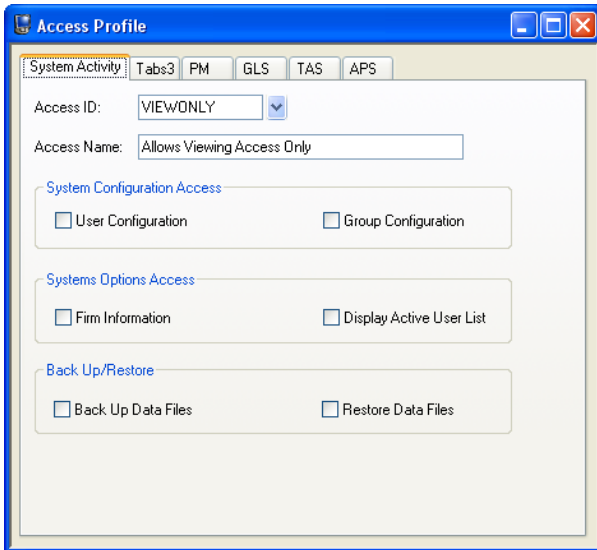 Access Profile
System Activity Tabs3 PM GLS TAS APS
Access ID: VIEWONLY
Access Name: Allows Viewing Access Only
System Configuration Access
User Configuration Group Configuration
Systems Options Access
Firm Information Display Active User List
Back Up/Restore
Back Up Data Files Restore Data Files